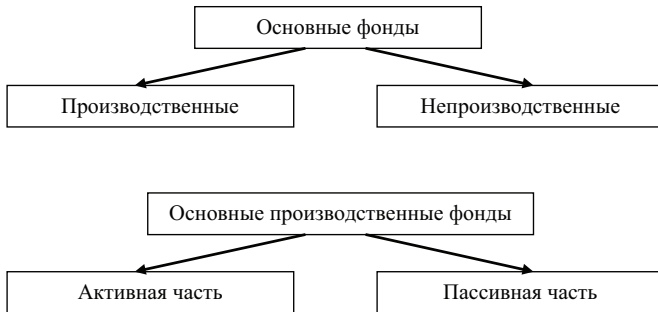 Основные фонды
Производственные
Непроизводственные
Основные производственные фонды
Активная часть
Пассивная часть